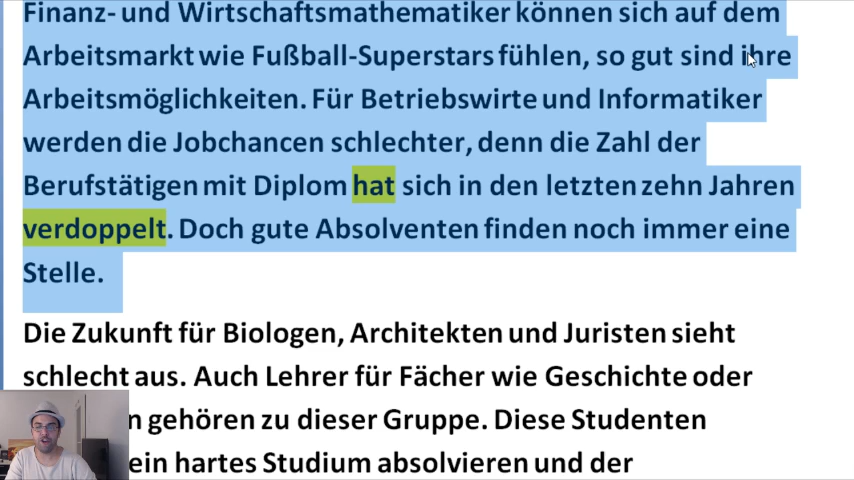 Finanz- und Wirtschaftsmathematiker können sich auf dem
Arbeitsmarkt wie Fußball-Superstars fühlen, so gut sind ihre
Arbeitsmöglichkeiten. Für Betriebswirte und Informatiker
werden die Jobchancen schlechter, denn die Zahl der
Berufstätigen mit Diplom hat sich in den letzten zehn Jahren
verdoppelt. Doch gute Absolventen finden noch immer eine
Stelle.
Die Zukunft für Biologen, Architekten und Juristen sieht
schlecht aus. Auch Lehrer für Fächer wie Geschichte oder
gehören zu dieser Gruppe. Diese Studenten
ein hartes Studium absolvieren und der